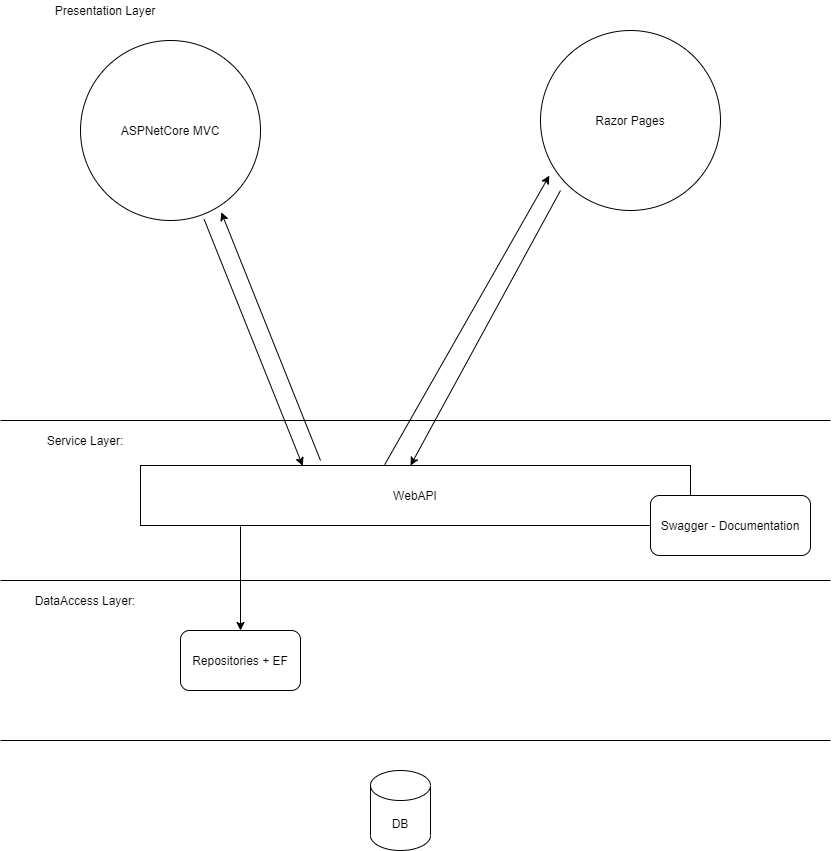 Presentation Layer
ASPNetCore MVC
Razor Pages
Service Layer:
WebAPI
Swagger - Documentation
DataAccess Layer:
Repositories + EF
DB